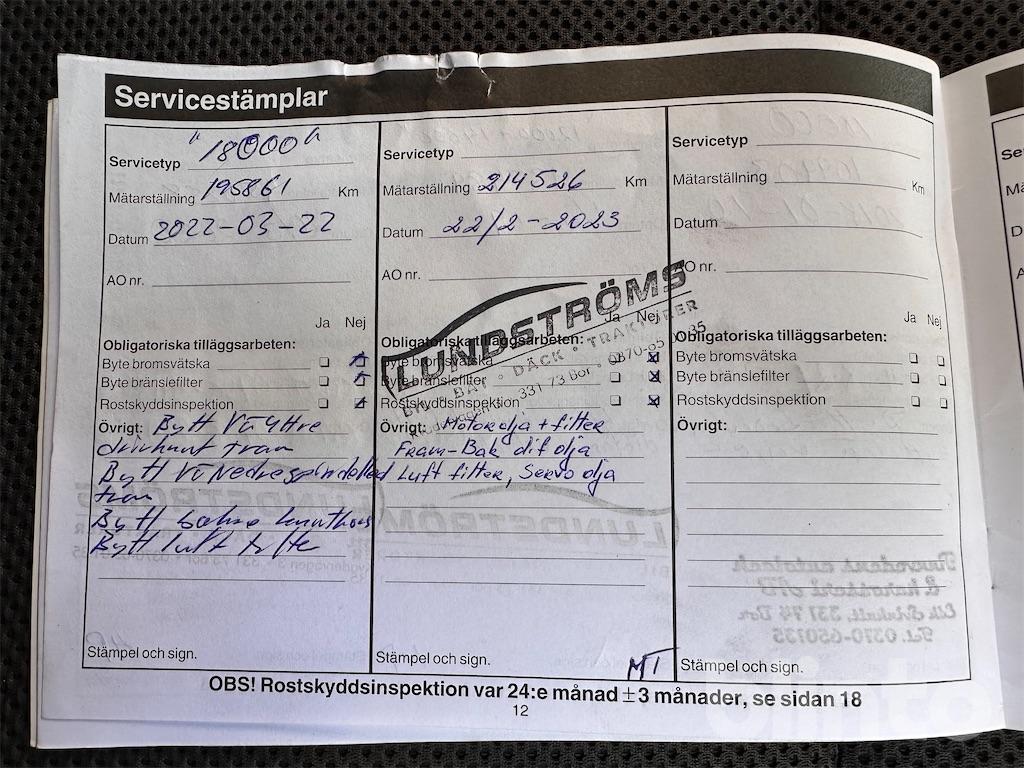 Servicestämplar
Servicetyp "18000"
Mätarställning 195861 Km
Datum 2022-03-22
AO nr.
Ja Nej
Obligatoriska tilläggsarbeten:
Byte bromsvätska
Byte bränslefilter
Rostskyddsinspektion
Övrigt: Bytt Vä yttre
drivknut fram
Bytt Vä Nedre spindelled
fram
Bytt
Bytt luft filter
Stämpel och sign.
Servicetyp
Mätarställning 214526 Km
Datum 22/2-2023
AO nr.
LUNDSTRÖMS
BIL • BÅT • DÄCK • TRAKTORER
331 73 Bor
Ja Nej
Obligatoriska tilläggsarbeten:
Byte bromsvätska
Byte bränslefilter
Rostskyddsinspektion
Övrigt: Motorolja + filter
Fram-Bak dif olja
Luft filter, Servo olja
Stämpel och sign. MT
Servicetyp
Mätarställning Km
Datum
AO nr.
Ja Nej
Obligatoriska tilläggsarbeten:
Byte bromsvätska
Byte bränslefilter
Rostskyddsinspektion
Övrigt:
Stämpel och sign.
OBS! Rostskyddsinspektion var 24:e månad ±3 månader, se sidan 18
12